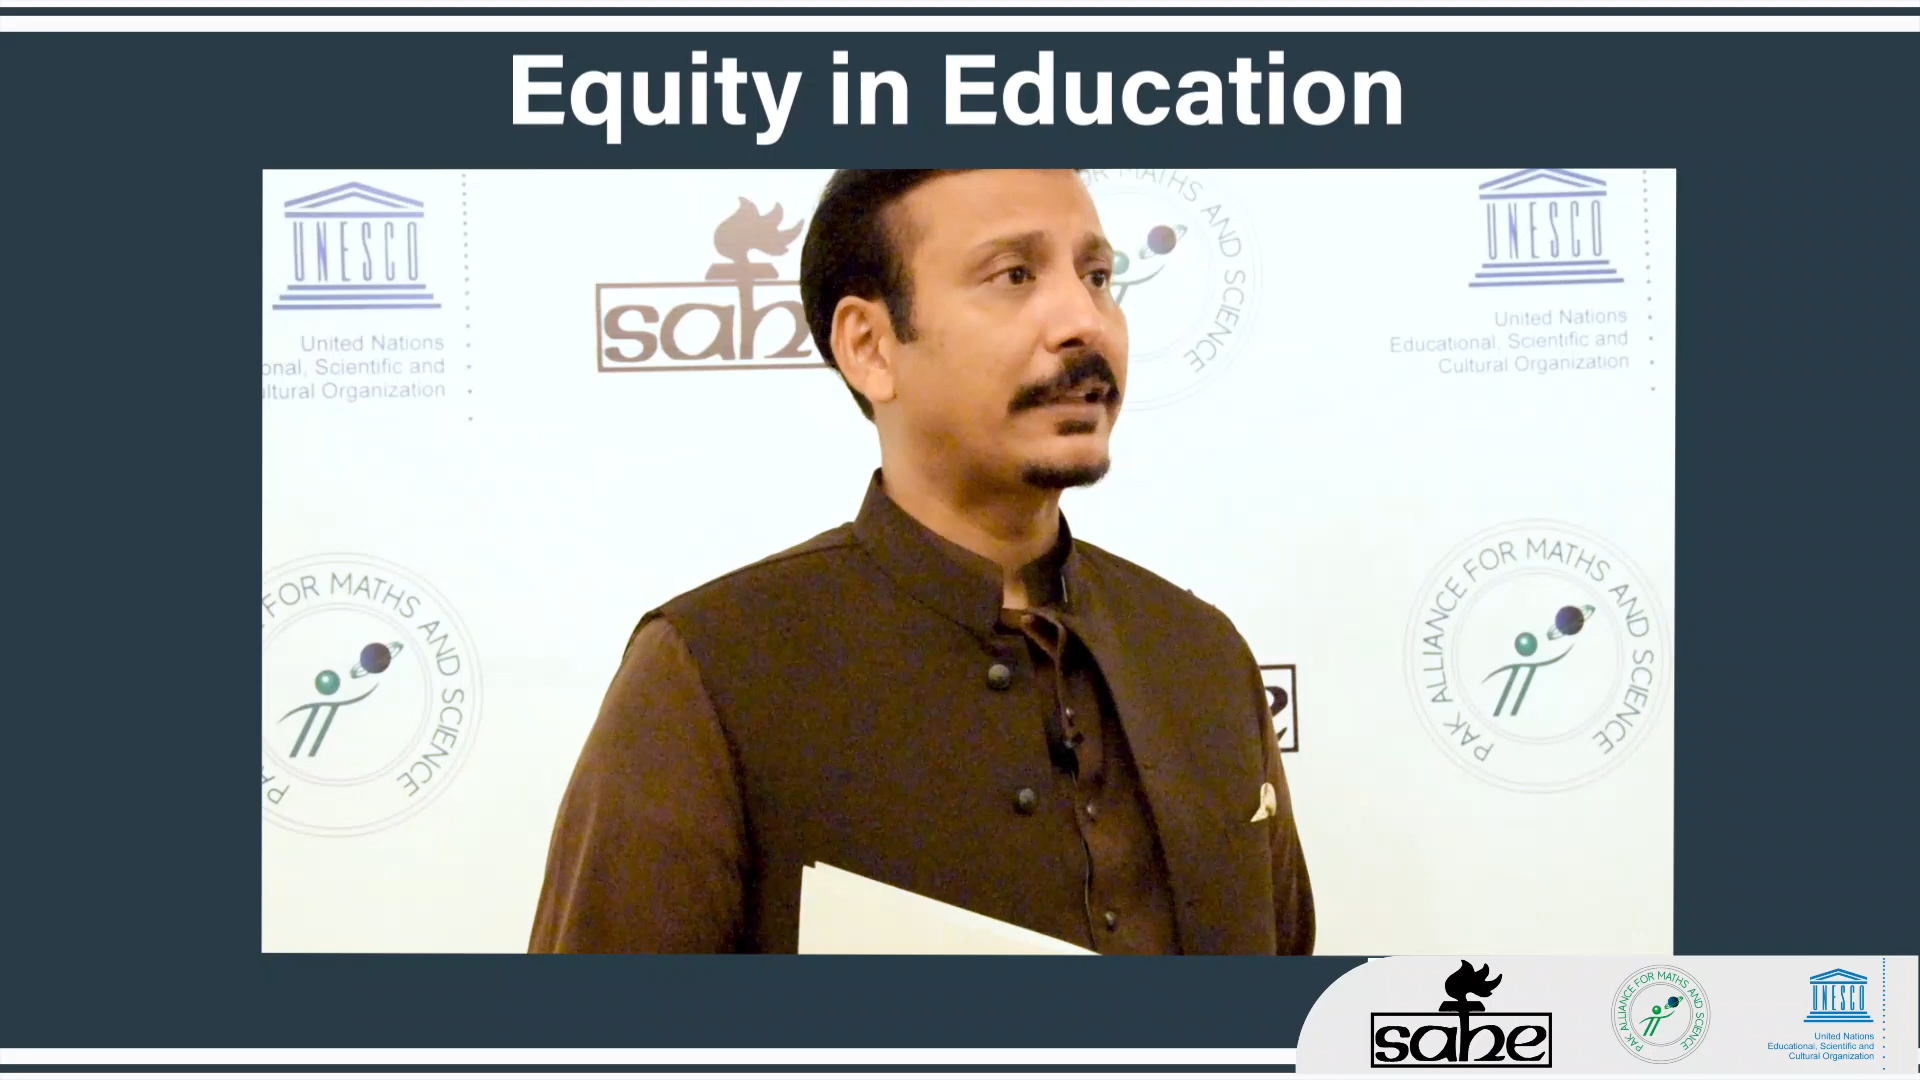 Equity in Education
UNESCO
United Nations
onal, Scientific and
ltural Organization
sahe
OR MATHS AND SCIENCE
UNESCO
United Nations
Educational, Scientific and
Cultural Organization
FOR MATHS AND SCIENCE
PAK ALLIANCE FOR MATHS AND SCIENCE
e
sahe
PAK ALLIANCE FOR MATHS AND SCIENCE
UNESCO
United Nations
Educational, Scientific and
Cultural Organization